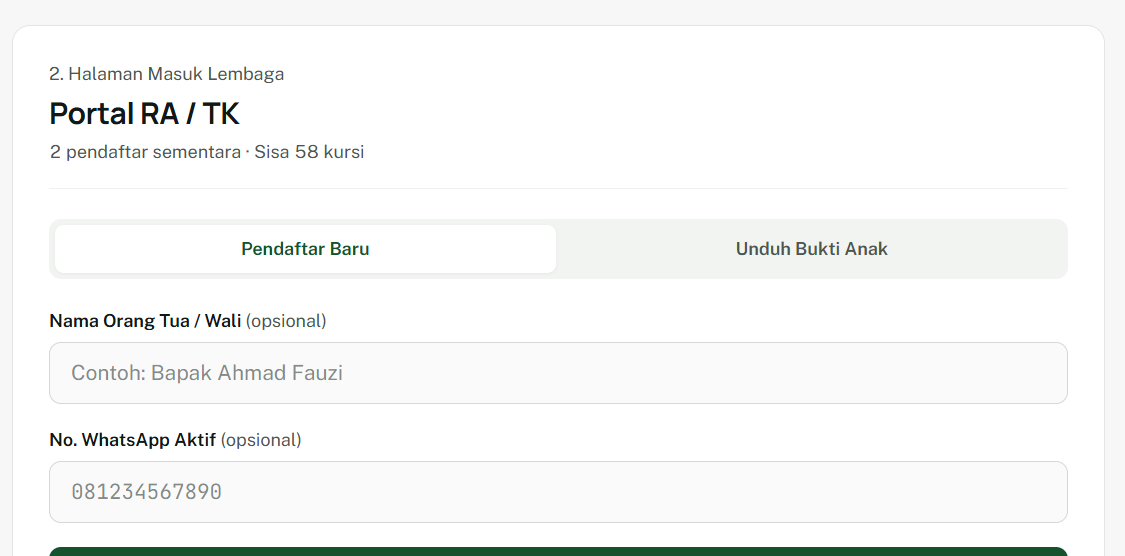 2. Halaman Masuk Lembaga
Portal RA / TK
2 pendaftar sementara · Sisa 58 kursi
Pendaftar Baru
Unduh Bukti Anak
Nama Orang Tua / Wali (opsional)
Contoh: Bapak Ahmad Fauzi
No. WhatsApp Aktif (opsional)
081234567890